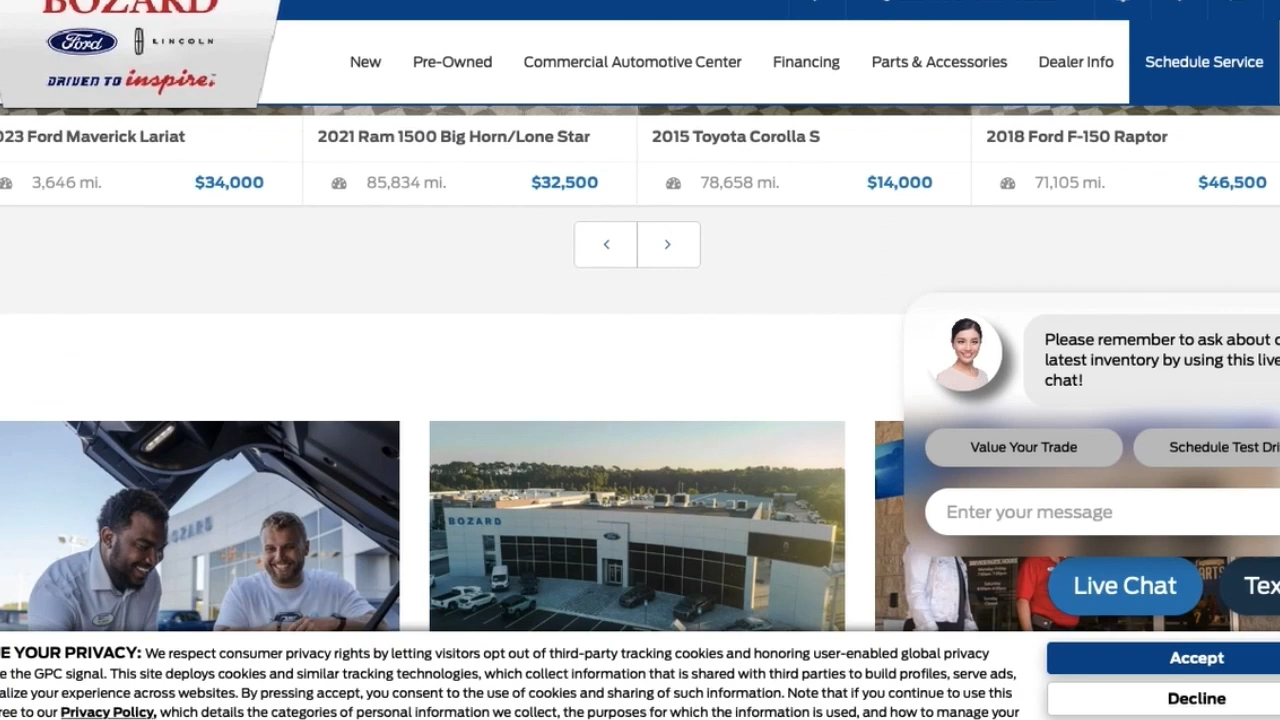 BOZARD
Ford LINCOLN
DRIVEN TO inspire.
New Pre-Owned Commercial Automotive Center Financing Parts & Accessories Dealer Info Schedule Service
023 Ford Maverick Lariat 2021 Ram 1500 Big Horn/Lone Star 2015 Toyota Corolla S 2018 Ford F-150 Raptor
3,646 mi. $34,000 85,834 mi. $32,500 78,658 mi. $14,000 71,105 mi. $46,500
Please remember to ask about o
latest inventory by using this live
chat!
Value Your Trade Schedule Test Dri
Enter your message
BOZARD
BOZARD
Ford
Live Chat Tex
E YOUR PRIVACY: We respect consumer privacy rights by letting visitors opt out of third-party tracking cookies and honoring user-enabled global privacy
e the GPC signal. This site deploys cookies and similar tracking technologies, which collect information that is shared with third parties to build profiles, serve ads,
alize your experience across websites. By pressing accept, you consent to the use of cookies and sharing of such information. Note that if you continue to use this
ree to our Privacy Policy, which details the categories of personal information we collect, the purposes for which the information is used, and how to manage your
Accept
Decline